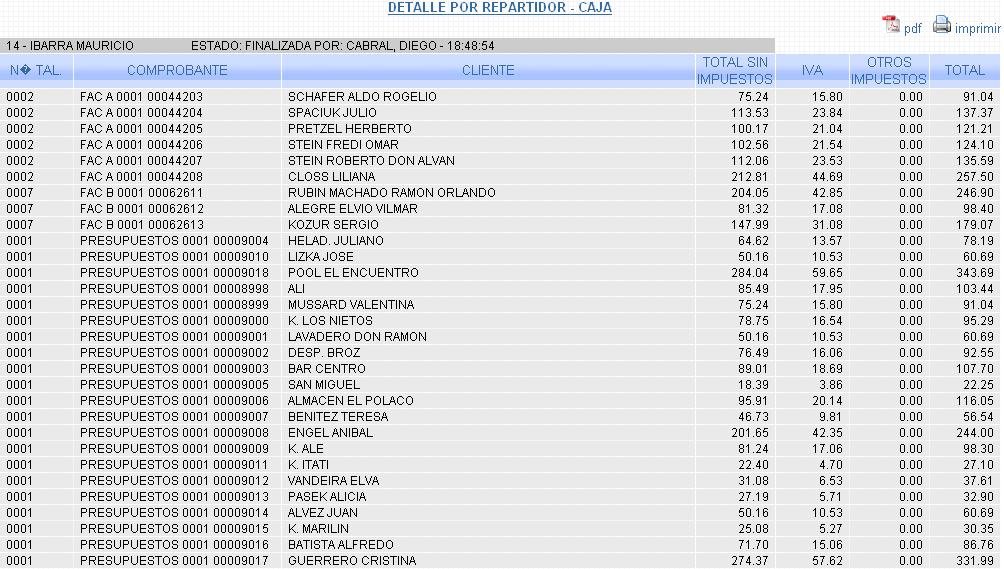 DETALLE POR REPARTIDOR - CAJA
pdf imprimir
14 - IBARRA MAURICIO ESTADO: FINALIZADA POR: CABRAL, DIEGO - 18:48:54
N� TAL. COMPROBANTE CLIENTE TOTAL SIN IMPUESTOS IVA OTROS IMPUESTOS TOTAL
0002 FAC A 0001 00044203 SCHAFER ALDO ROGELIO 75.24 15.80 0.00 91.04
0002 FAC A 0001 00044204 SPACIUK JULIO 113.53 23.84 0.00 137.37
0002 FAC A 0001 00044205 PRETZEL HERBERTO 100.17 21.04 0.00 121.21
0002 FAC A 0001 00044206 STEIN FREDI OMAR 102.56 21.54 0.00 124.10
0002 FAC A 0001 00044207 STEIN ROBERTO DON ALVAN 112.06 23.53 0.00 135.59
0002 FAC A 0001 00044208 CLOSS LILIANA 212.81 44.69 0.00 257.50
0007 FAC B 0001 00062611 RUBIN MACHADO RAMON ORLANDO 204.05 42.85 0.00 246.90
0007 FAC B 0001 00062612 ALEGRE ELVIO VILMAR 81.32 17.08 0.00 98.40
0007 FAC B 0001 00062613 KOZUR SERGIO 147.99 31.08 0.00 179.07
0001 PRESUPUESTOS 0001 00009004 HELAD. JULIANO 64.62 13.57 0.00 78.19
0001 PRESUPUESTOS 0001 00009010 LIZKA JOSE 50.16 10.53 0.00 60.69
0001 PRESUPUESTOS 0001 00009018 POOL EL ENCUENTRO 284.04 59.65 0.00 343.69
0001 PRESUPUESTOS 0001 00008998 ALI 85.49 17.95 0.00 103.44
0001 PRESUPUESTOS 0001 00008999 MUSSARD VALENTINA 75.24 15.80 0.00 91.04
0001 PRESUPUESTOS 0001 00009000 K. LOS NIETOS 78.75 16.54 0.00 95.29
0001 PRESUPUESTOS 0001 00009001 LAVADERO DON RAMON 50.16 10.53 0.00 60.69
0001 PRESUPUESTOS 0001 00009002 DESP. BROZ 76.49 16.06 0.00 92.55
0001 PRESUPUESTOS 0001 00009003 BAR CENTRO 89.01 18.69 0.00 107.70
0001 PRESUPUESTOS 0001 00009005 SAN MIGUEL 18.39 3.86 0.00 22.25
0001 PRESUPUESTOS 0001 00009006 ALMACEN EL POLACO 95.91 20.14 0.00 116.05
0001 PRESUPUESTOS 0001 00009007 BENITEZ TERESA 46.73 9.81 0.00 56.54
0001 PRESUPUESTOS 0001 00009008 ENGEL ANIBAL 201.65 42.35 0.00 244.00
0001 PRESUPUESTOS 0001 00009009 K. ALE 81.24 17.06 0.00 98.30
0001 PRESUPUESTOS 0001 00009011 K. ITATI 22.40 4.70 0.00 27.10
0001 PRESUPUESTOS 0001 00009012 VANDEIRA ELVA 31.08 6.53 0.00 37.61
0001 PRESUPUESTOS 0001 00009013 PASEK ALICIA 27.19 5.71 0.00 32.90
0001 PRESUPUESTOS 0001 00009014 ALVEZ JUAN 50.16 10.53 0.00 60.69
0001 PRESUPUESTOS 0001 00009015 K. MARILIN 25.08 5.27 0.00 30.35
0001 PRESUPUESTOS 0001 00009016 BATISTA ALFREDO 71.70 15.06 0.00 86.76
0001 PRESUPUESTOS 0001 00009017 GUERRERO CRISTINA 274.37 57.62 0.00 331.99